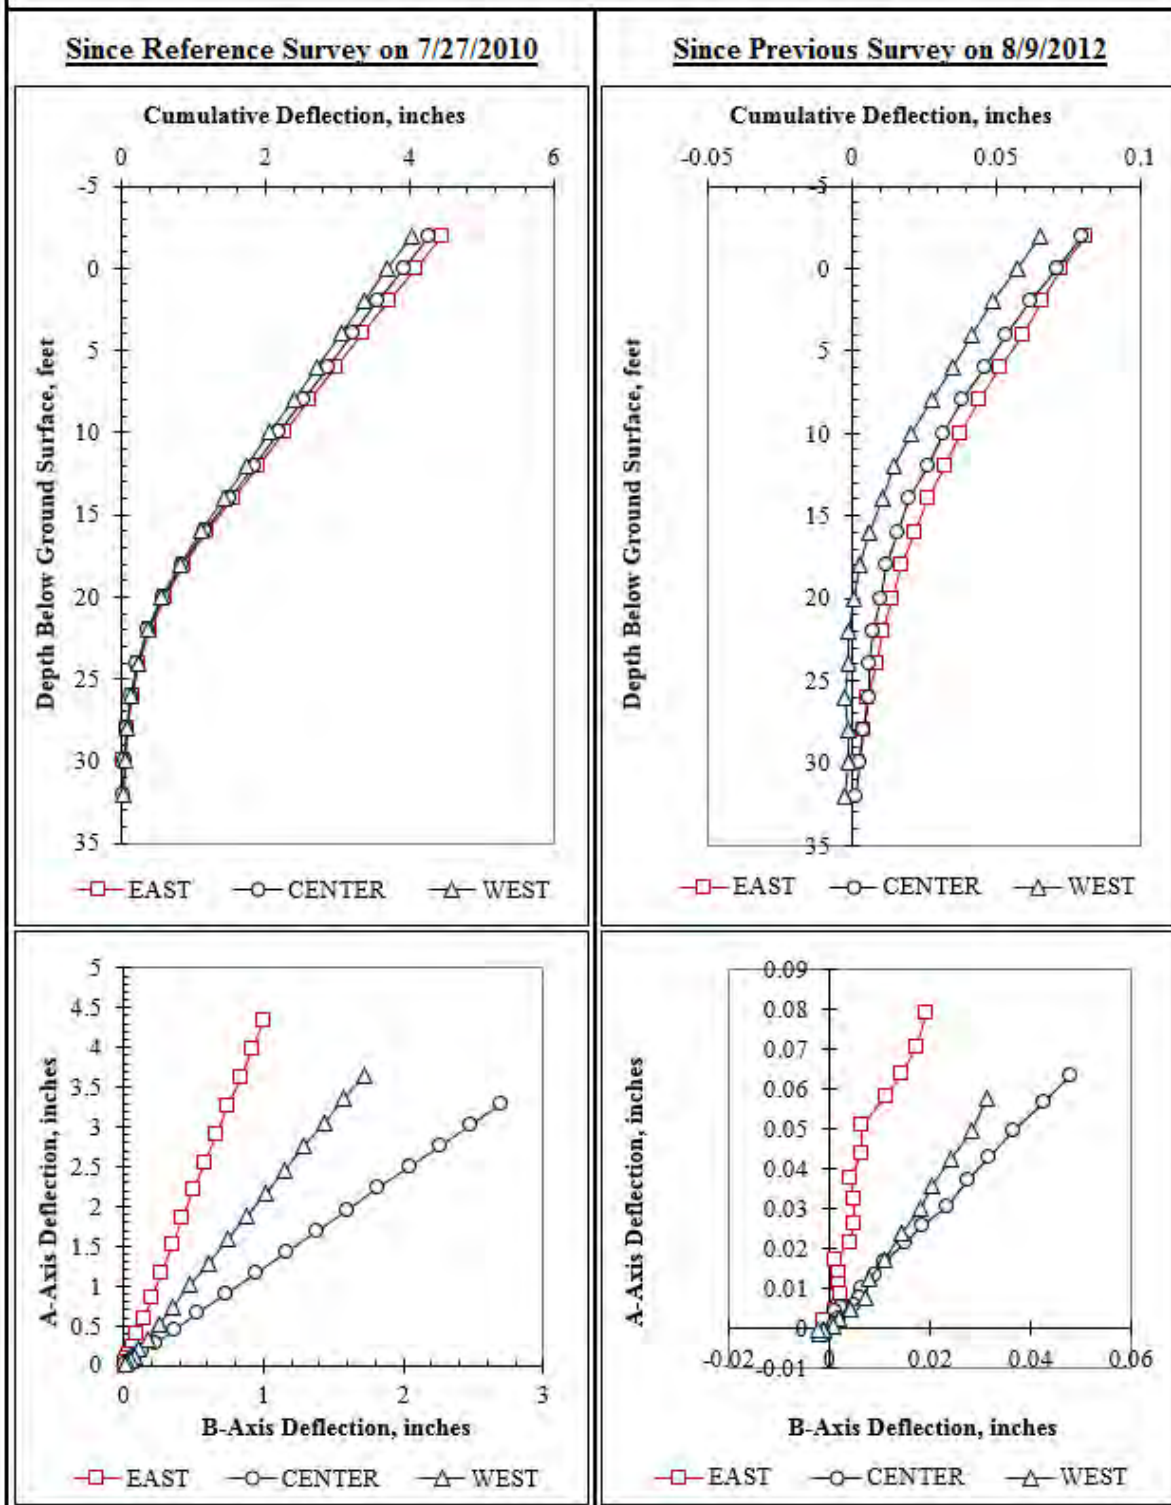 Since Reference Survey on 7/27/2010
Since Previous Survey on 8/9/2012
Cumulative Deflection, inches
0 2 4 6
-5
0
5
10
15
20
25
30
35
Depth Below Ground Surface, feet
EAST CENTER WEST
Cumulative Deflection, inches
-0.05 0 0.05 0.1
-5
0
5
10
15
20
25
30
35
Depth Below Ground Surface, feet
EAST CENTER WEST
5
4.5
4
3.5
3
2.5
2
1.5
1
0.5
0
A-Axis Deflection, inches
0 1 2 3
B-Axis Deflection, inches
EAST CENTER WEST
0.09
0.08
0.07
0.06
0.05
0.04
0.03
0.02
0.01
0
-0.01
A-Axis Deflection, inches
-0.02 0 0.02 0.04 0.06
B-Axis Deflection, inches
EAST CENTER WEST